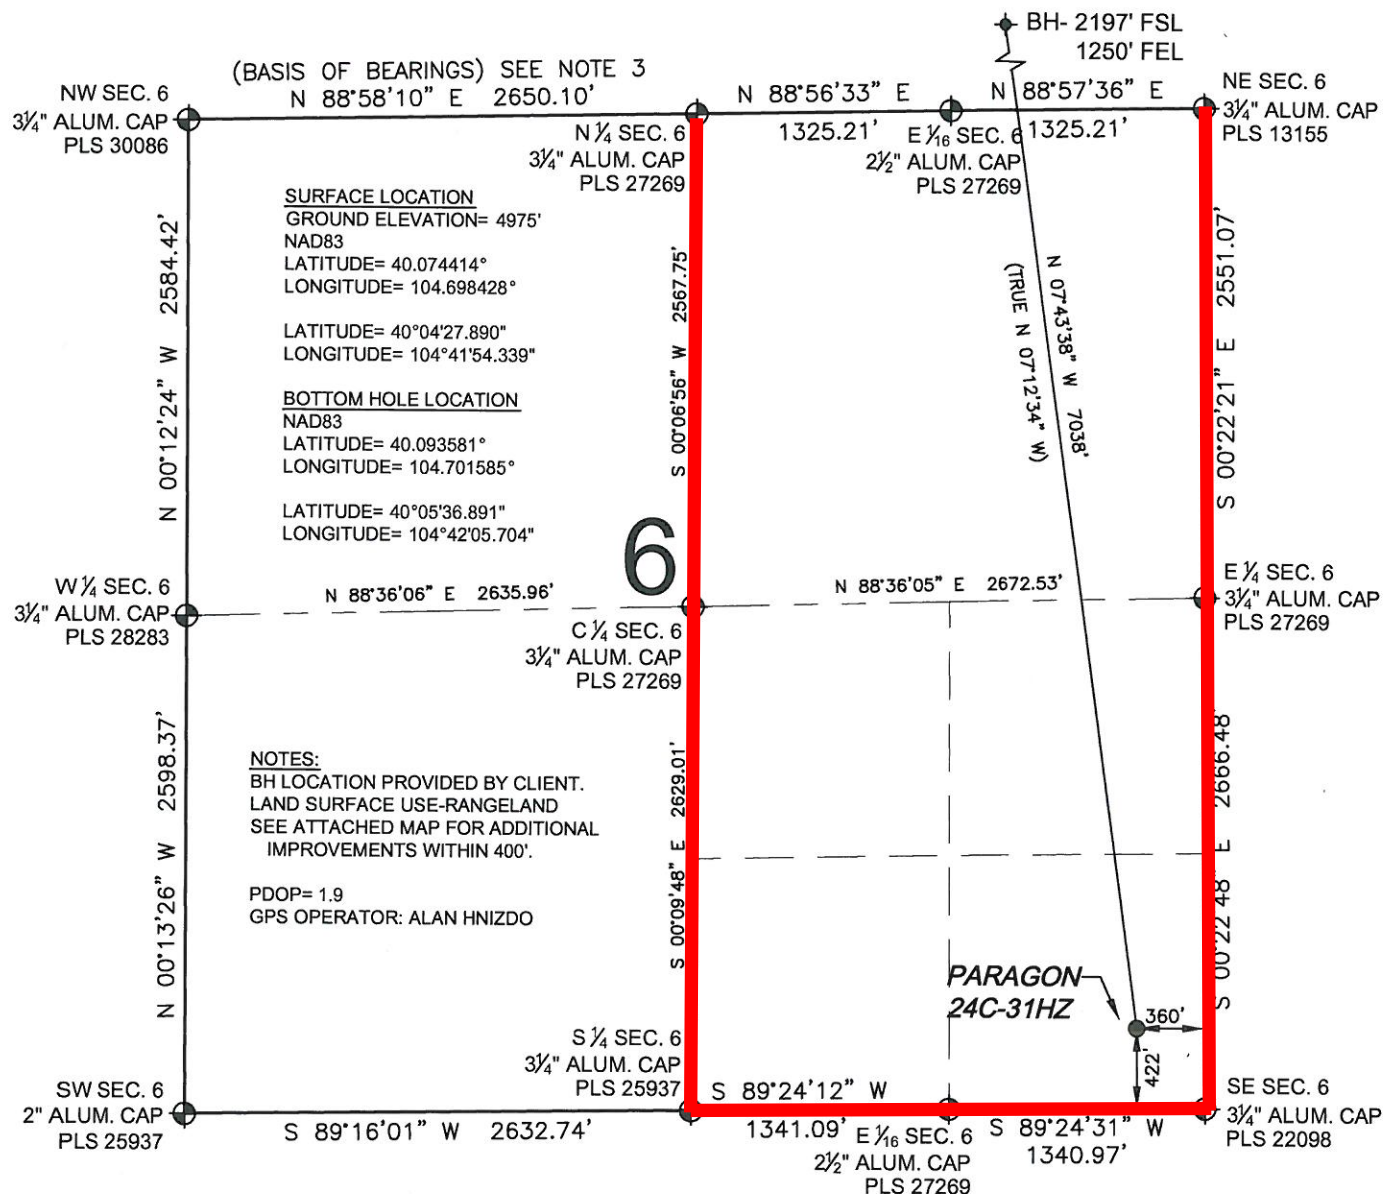 BH- 2197' FSL
1250' FEL
(BASIS OF BEARINGS) SEE NOTE 3
N 88°58'10" E 2650.10'
N 88°56'33" E
1325.21'
N 88°57'36" E
1325.21'
NW SEC. 6
3¼" ALUM. CAP
PLS 30086
N ¼ SEC. 6
3¼" ALUM. CAP
PLS 27269
E 1/16 SEC. 6
2½" ALUM. CAP
PLS 27269
NE SEC. 6
3¼" ALUM. CAP
PLS 13155
SURFACE LOCATION
GROUND ELEVATION= 4975'
NAD83
LATITUDE= 40.074414°
LONGITUDE= 104.698428°
LATITUDE= 40°04'27.890"
LONGITUDE= 104°41'54.339"
BOTTOM HOLE LOCATION
NAD83
LATITUDE= 40.093581°
LONGITUDE= 104.701585°
LATITUDE= 40°05'36.891"
LONGITUDE= 104°42'05.704"
N 00°12'24" W 2584.42'
S 00°06'56" W 2567.75'
N 07°43'38" W 7038'
(TRUE N 07°12'34" W)
S 00°22'21" E 2551.07'
6
W ¼ SEC. 6
3¼" ALUM. CAP
PLS 28283
N 88°36'06" E 2635.96'
C ¼ SEC. 6
3¼" ALUM. CAP
PLS 27269
N 88°36'05" E 2672.53'
E ¼ SEC. 6
3¼" ALUM. CAP
PLS 27269
NOTES:
BH LOCATION PROVIDED BY CLIENT.
LAND SURFACE USE-RANGELAND
SEE ATTACHED MAP FOR ADDITIONAL
IMPROVEMENTS WITHIN 400'.
PDOP= 1.9
GPS OPERATOR: ALAN HNIZDO
N 00°13'26" W 2598.37'
S 00°09'48" E 2629.01'
S 00°22'48" E 2666.48'
PARAGON
24C-31HZ
360'
422'
S ¼ SEC. 6
3¼" ALUM. CAP
PLS 25937
SW SEC. 6
2" ALUM. CAP
PLS 25937
S 89°16'01" W 2632.74'
S 89°24'12" W
1341.09'
E 1/16 SEC. 6
2½" ALUM. CAP
PLS 27269
S 89°24'31" W
1340.97'
SE SEC. 6
3¼" ALUM. CAP
PLS 22098